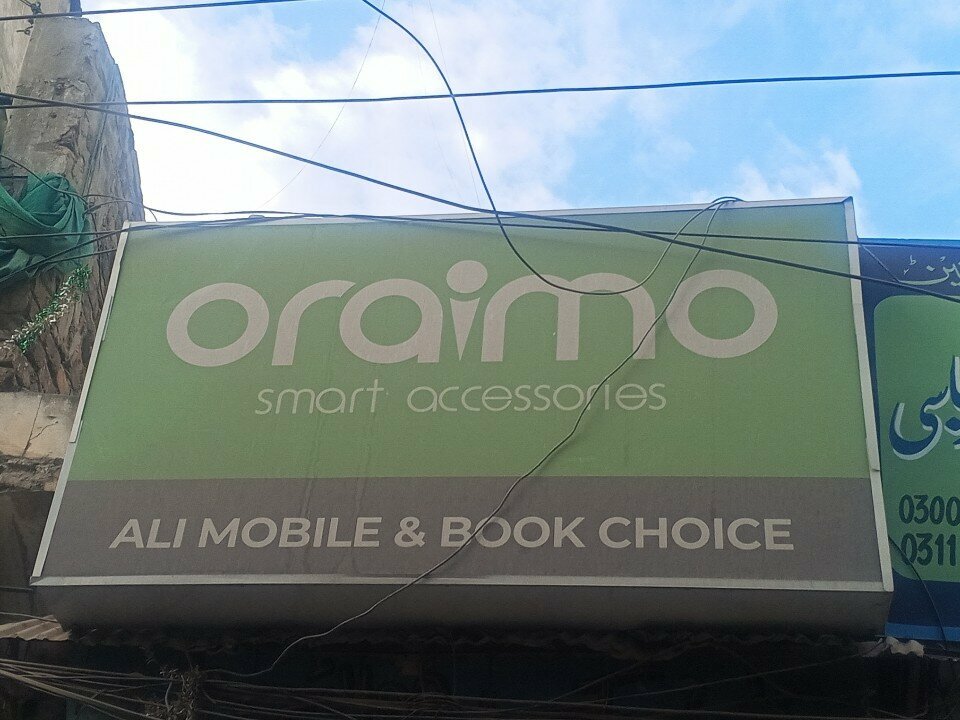 oraimo
smart accessories
ALI MOBILE & BOOK CHOICE
0300
0311